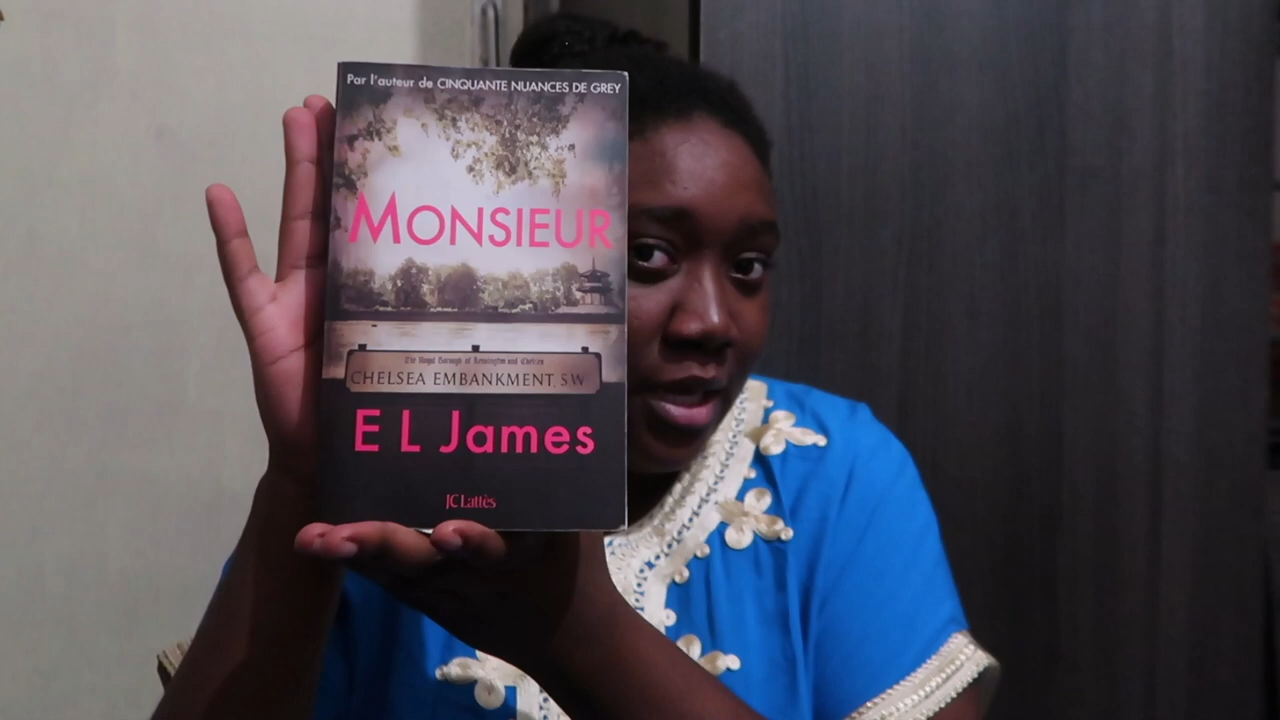 Par l'auteur de CINQUANTE NUANCES DE GREY
MONSIEUR
The Royal Borough of Kensington and Chelsea
CHELSEA EMBANKMENT, SW
E L James
JC Lattès